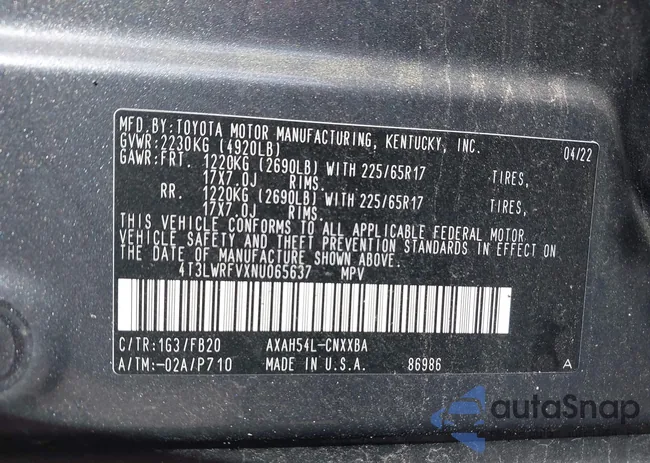 MFD.BY:TOYOTA MOTOR MANUFACTURING, KENTUCKY, INC.
GVWR:2230KG (4920LB) 04/22
GAWR:FRT. 1220KG (2690LB) WITH 225/65R17 TIRES,
17X7.0J RIMS.
RR. 1220KG (2690LB) WITH 225/65R17 TIRES,
17X7.0J RIMS.
THIS VEHICLE CONFORMS TO ALL APPLICABLE FEDERAL MOTOR
VEHICLE SAFETY AND THEFT PREVENTION STANDARDS IN EFFECT ON
THE DATE OF MANUFACTURE SHOWN ABOVE.
4T3LWRFVXNU065637 MPV
C/TR:1G3/FB20 AXAH54L-CNXXBA
A/TM:-02A/P710 MADE IN U.S.A. 86986 A
autoSnap